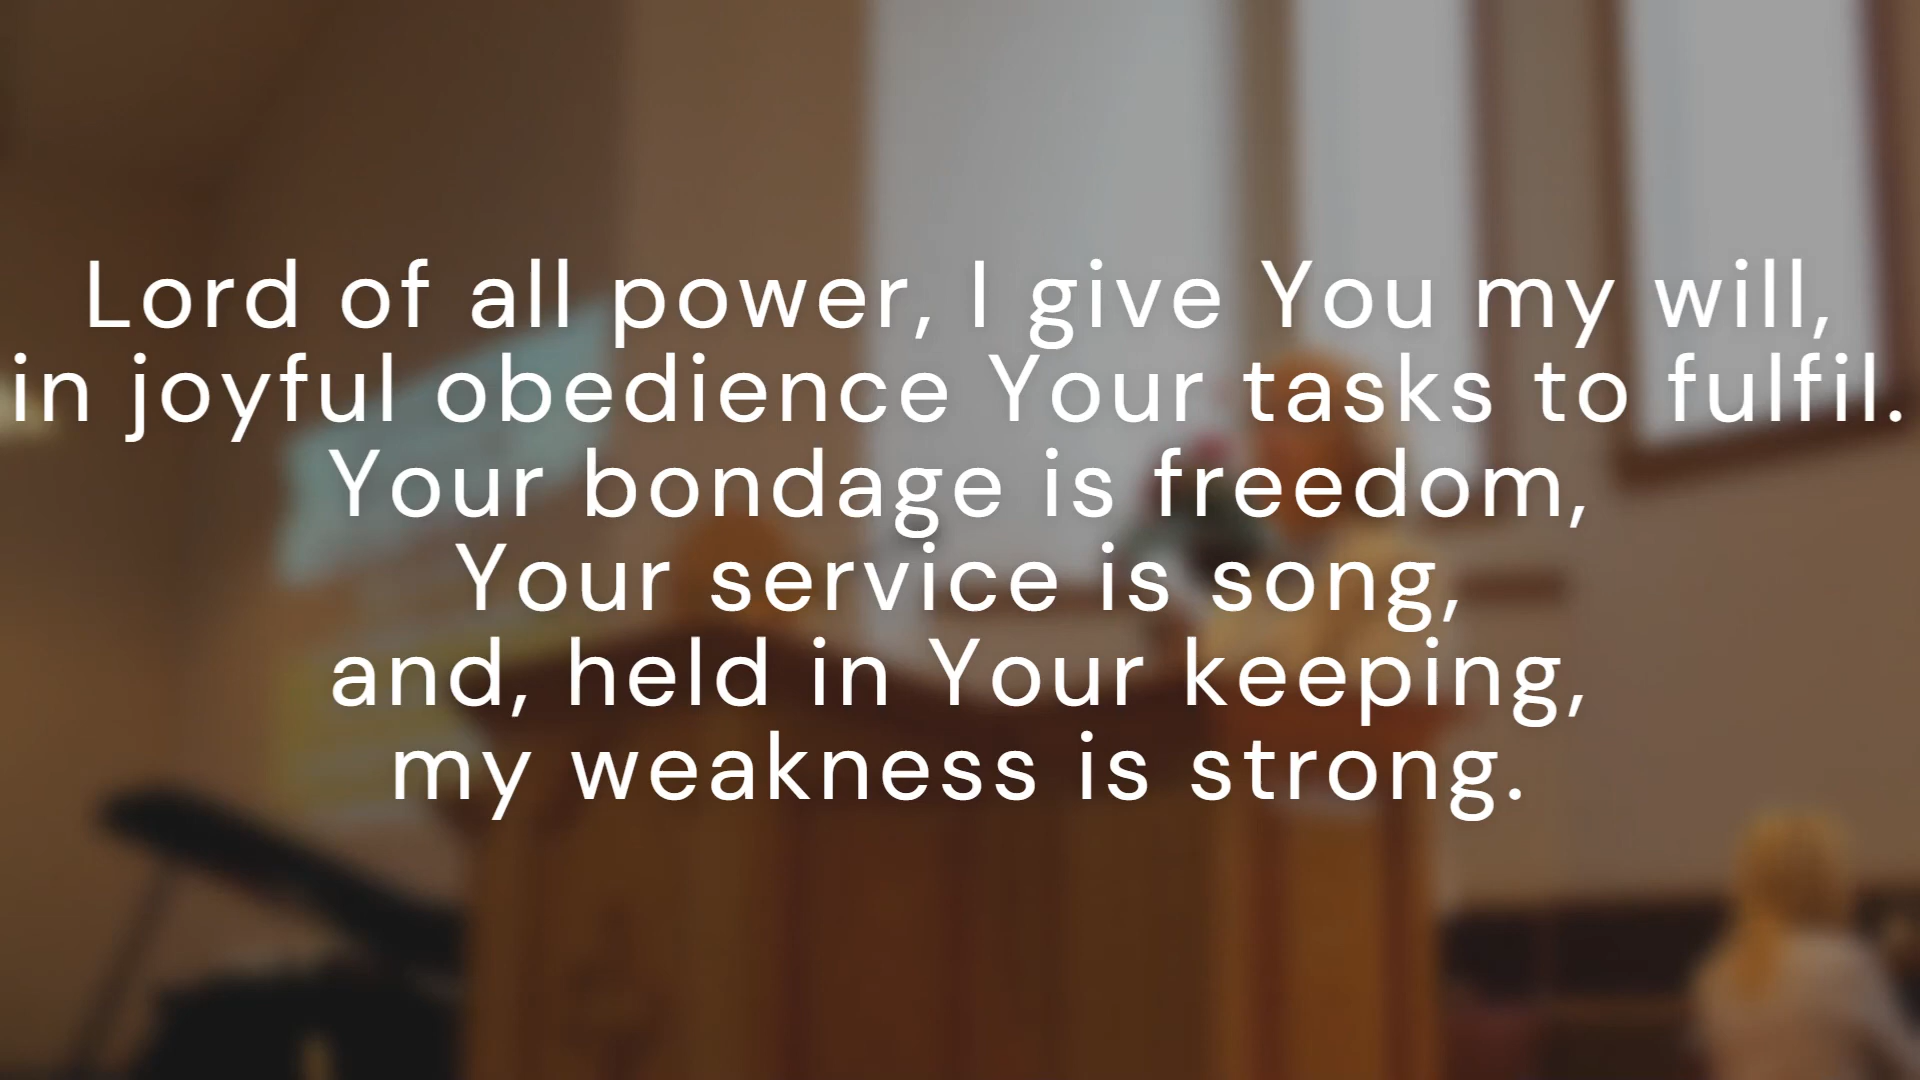 Lord of all power, I give You my will,
in joyful obedience Your tasks to fulfil.
Your bondage is freedom,
Your service is song,
and, held in Your keeping,
my weakness is strong.